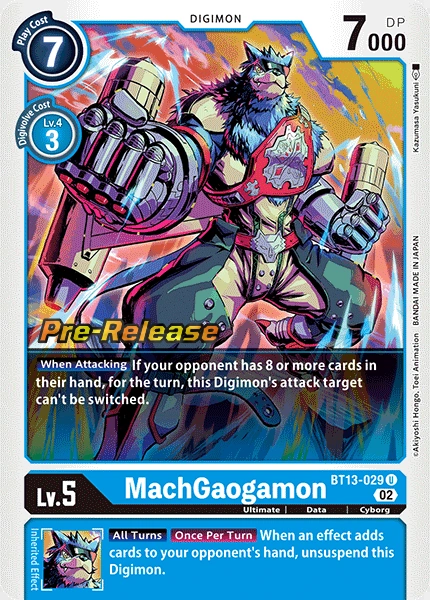 DIGIMON
Play Cost
7
7000 DP
Digivolve Cost
Lv.4
3
Kazumasa Yasukuni
©Akiyoshi Hongo, Toei Animation BANDAI MADE IN JAPAN
Pre-Release
When Attacking If your opponent has 8 or more cards in
their hand, for the turn, this Digimon's attack target
can't be switched.
Lv.5
MachGaogamon
BT13-029 U
02
Ultimate Data Cyborg
Inherited Effect
All Turns Once Per Turn When an effect adds
cards to your opponent's hand, unsuspend this
Digimon.